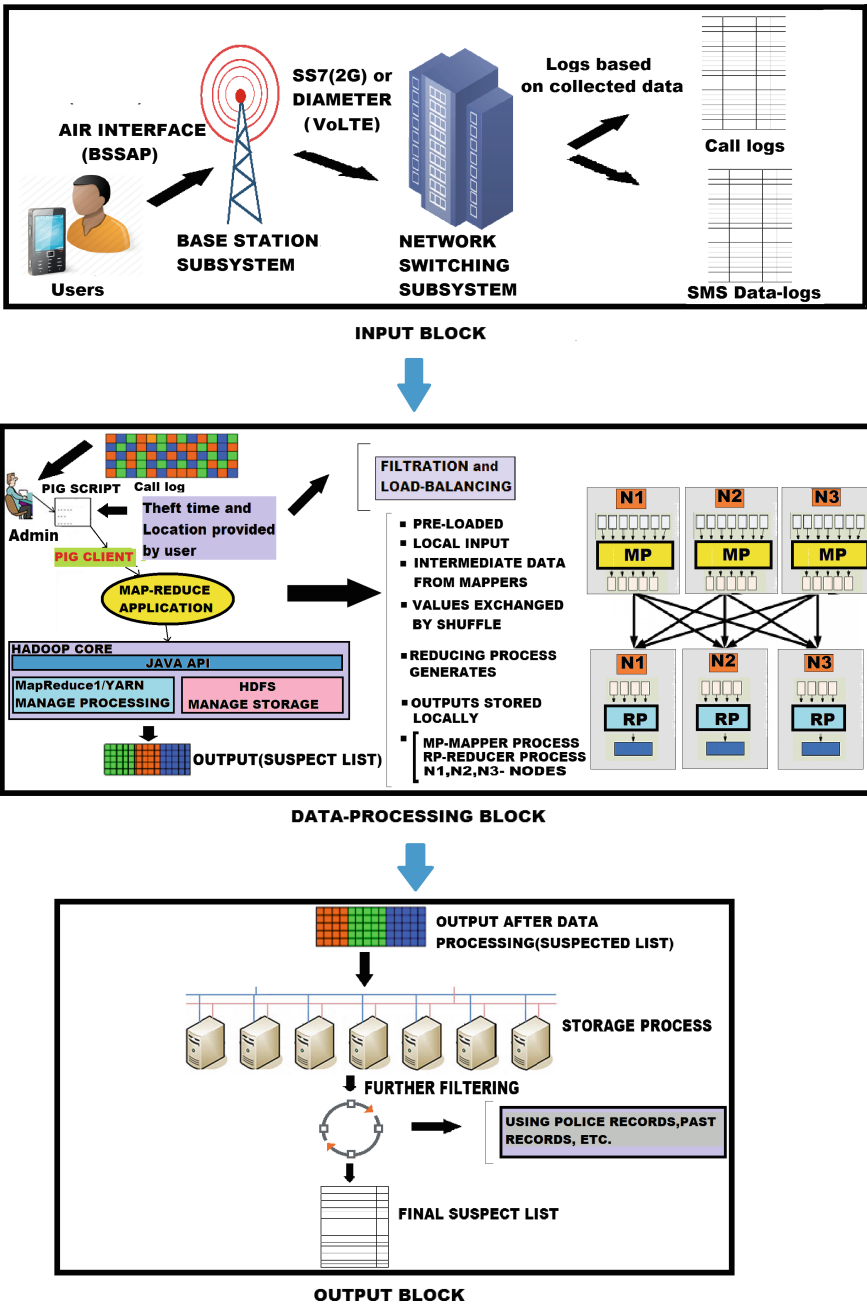 SS7(2G) or
DIAMETER
(VoLTE)
Logs based
on collected data
AIR INTERFACE
(BSSAP)
Call logs
BASE STATION
SUBSYSTEM
NETWORK
SWITCHING
SUBSYSTEM
Users
SMS Data-logs
INPUT BLOCK
Call log
PIG SCRIPT
Admin
Theft time and
Location provided
by user
PIG CLIENT
MAP-REDUCE
APPLICATION
HADOOP CORE
JAVA API
MapReduce1/YARN
MANAGE PROCESSING
HDFS
MANAGE STORAGE
OUTPUT(SUSPECT LIST)
FILTRATION and
LOAD-BALANCING
PRE-LOADED
LOCAL INPUT
INTERMEDIATE DATA
FROM MAPPERS
VALUES EXCHANGED
BY SHUFFLE
REDUCING PROCESS
GENERATES
OUTPUTS STORED
LOCALLY
MP-MAPPER PROCESS
RP-REDUCER PROCESS
N1,N2,N3- NODES
N1 N2 N3
MP MP MP
N1 N2 N3
RP RP RP
DATA-PROCESSING BLOCK
OUTPUT AFTER DATA
PROCESSING(SUSPECTED LIST)
STORAGE PROCESS
FURTHER FILTERING
USING POLICE RECORDS,PAST
RECORDS, ETC.
FINAL SUSPECT LIST
OUTPUT BLOCK